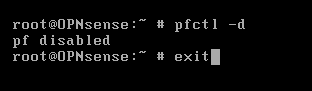 root@OPNsense:~ # pfctl -d
pf disabled
root@OPNsense:~ # exit